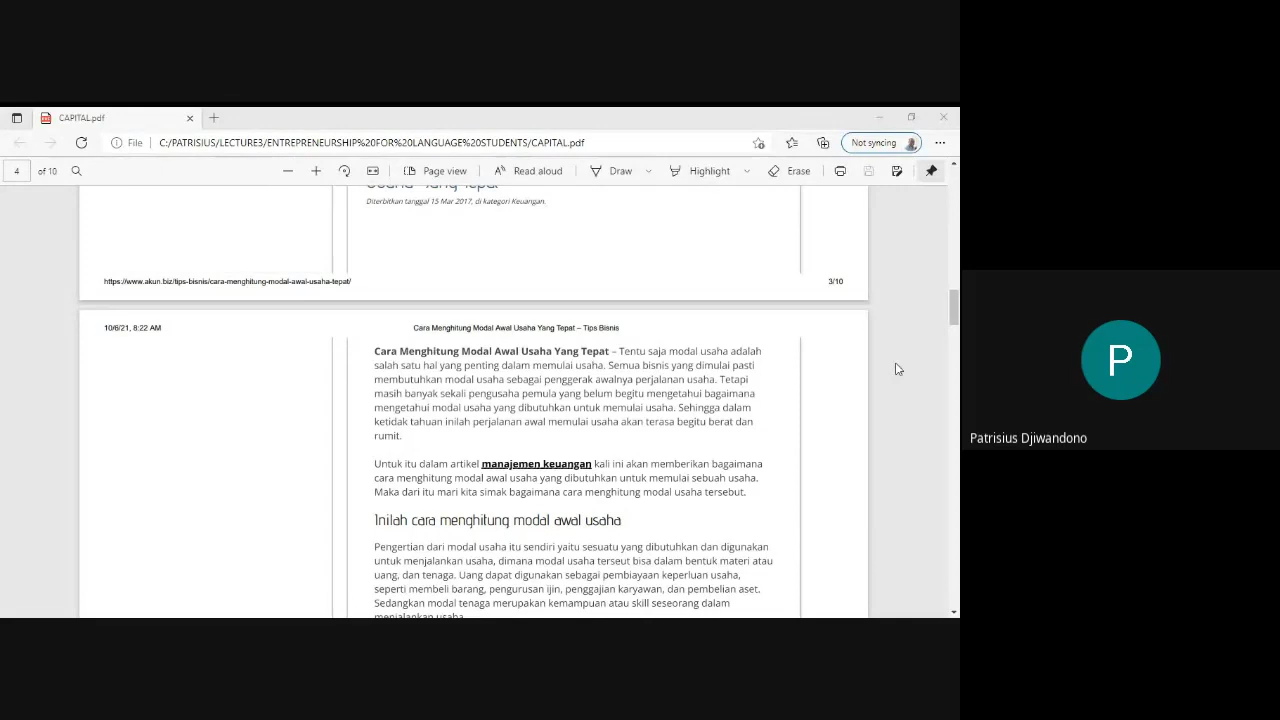 CAPITAL.pdf
File
C:/PATRISIUS/LECTURE3/ENTREPRENEURSHIP%20FOR%20LANGUAGE%20STUDENTS/CAPITAL.pdf
Not syncing
4 of 10
Page view
Read aloud
Draw
Highlight
Erase
Usaha Yang Tepat
Diterbitkan tanggal 15 Mar 2017, di kategori Keuangan.
https://www.akun.biz/tips-bisnis/cara-menghitung-modal-awal-usaha-tepat/
3/10
10/6/21, 8:22 AM
Cara Menghitung Modal Awal Usaha Yang Tepat – Tips Bisnis
Cara Menghitung Modal Awal Usaha Yang Tepat – Tentu saja modal usaha adalah
salah satu hal yang penting dalam memulai usaha. Semua bisnis yang dimulai pasti
membutuhkan modal usaha sebagai penggerak awalnya perjalanan usaha. Tetapi
masih banyak sekali pengusaha pemula yang belum begitu mengetahui bagaimana
mengetahui modal usaha yang dibutuhkan untuk memulai usaha. Sehingga dalam
ketidak tahuan inilah perjalanan awal memulai usaha akan terasa begitu berat dan
rumit.
Untuk itu dalam artikel manajemen keuangan kali ini akan memberikan bagaimana
cara menghitung modal awal usaha yang dibutuhkan untuk memulai sebuah usaha.
Maka dari itu mari kita simak bagaimana cara menghitung modal usaha tersebut.
Inilah cara menghitung modal awal usaha
Pengertian dari modal usaha itu sendiri yaitu sesuatu yang dibutuhkan dan digunakan
untuk menjalankan usaha, dimana modal usaha terseut bisa dalam bentuk materi atau
uang, dan tenaga. Uang dapat digunakan sebagai pembiayaan keperluan usaha,
seperti membeli barang, pengurusan ijin, penggajian karyawan, dan pembelian aset.
Sedangkan modal tenaga merupakan kemampuan atau skill seseorang dalam
menjalankan usaha.
P
Patrisius Djiwandono